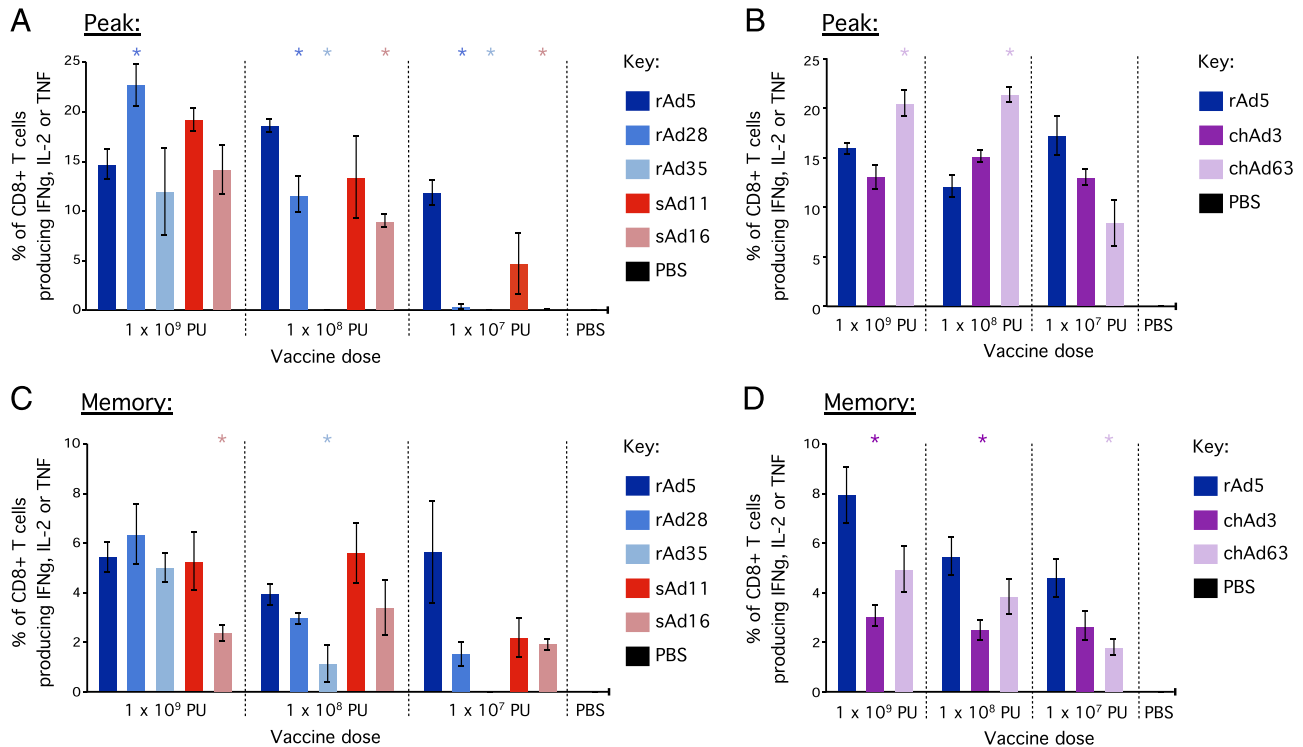 A
Peak:
* * * * * * *
25
20
15
10
5
0
% of CD8+ T cells
producing IFNg, IL-2 or TNF
1 x 10⁹ PU
1 x 10⁸ PU
1 x 10⁷ PU
PBS
Vaccine dose
Key:
rAd5
rAd28
rAd35
sAd11
sAd16
PBS
B
Peak:
* *
25
20
15
10
5
0
% of CD8+ T cells
producing IFNg, IL-2 or TNF
1 x 10⁹ PU
1 x 10⁸ PU
1 x 10⁷ PU
PBS
Vaccine dose
Key:
rAd5
chAd3
chAd63
PBS
C
Memory:
* *
10
8
6
4
2
0
% of CD8+ T cells
producing IFNg, IL-2 or TNF
1 x 10⁹ PU
1 x 10⁸ PU
1 x 10⁷ PU
PBS
Vaccine dose
Key:
rAd5
rAd28
rAd35
sAd11
sAd16
PBS
D
Memory:
* * *
10
8
6
4
2
0
% of CD8+ T cells
producing IFNg, IL-2 or TNF
1 x 10⁹ PU
1 x 10⁸ PU
1 x 10⁷ PU
PBS
Vaccine dose
Key:
rAd5
chAd3
chAd63
PBS